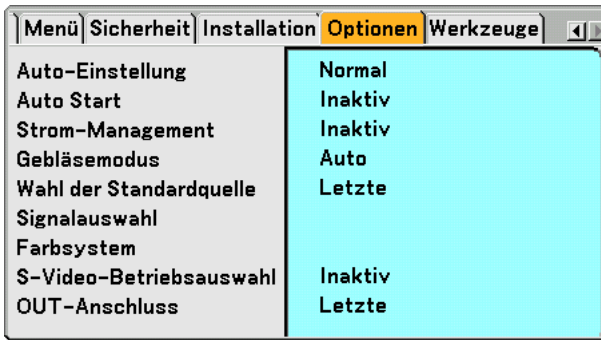 Menü Sicherheit Installation Optionen Werkzeuge
Auto-Einstellung Normal
Auto Start Inaktiv
Strom-Management Inaktiv
Gebläsemodus Auto
Wahl der Standardquelle Letzte
Signalauswahl
Farbsystem
S-Video-Betriebsauswahl Inaktiv
OUT-Anschluss Letzte